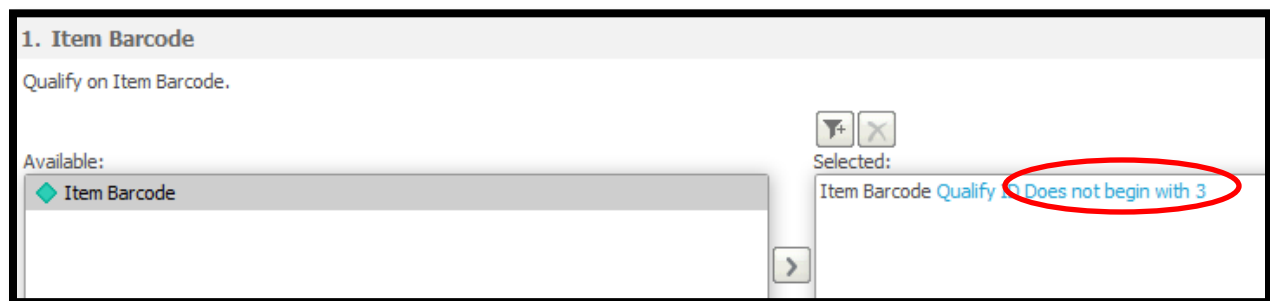 1. Item Barcode
Qualify on Item Barcode.
Available:
Selected:
Item Barcode
Item Barcode Qualify ID Does not begin with 3